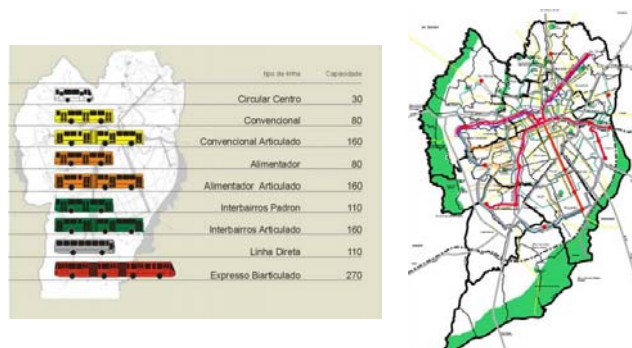 tipo de linha Capacidade
Circular Centro 30
Convencional 80
Convencional Articulado 160
Alimentador 80
Alimentador Articulado 160
Interbairros Padron 110
Interbairros Articulado 160
Linha Direta 110
Expresso Biarticulado 270